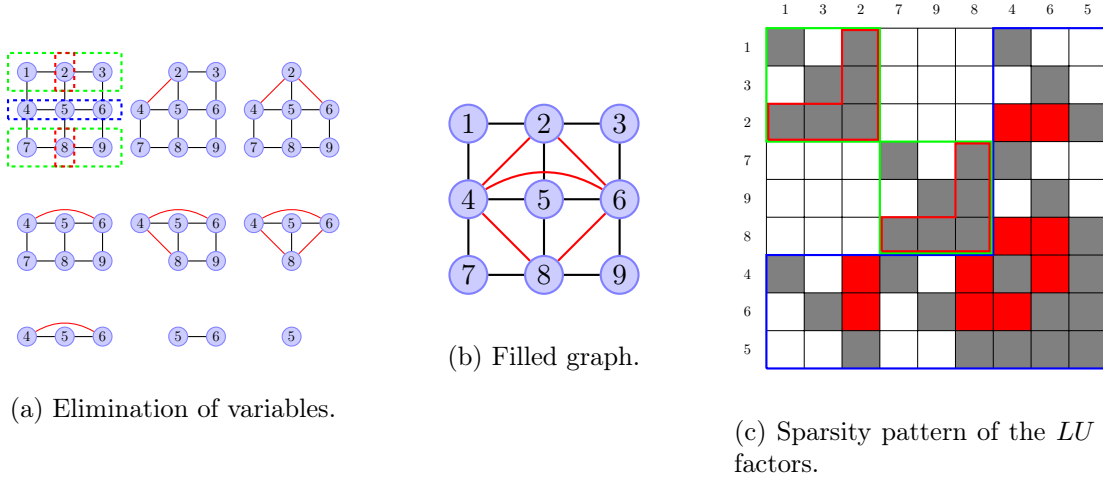 1 2 3
4 5 6
7 8 9
2 3
4 5 6
7 8 9
2
4 5 6
7 8 9
4 5 6
7 8 9
4 5 6
8 9
4 5 6
8
4 5 6
5 6
5
(a) Elimination of variables.
1 2 3
4 5 6
7 8 9
(b) Filled graph.
1 3 2 7 9 8 4 6 5
1
3
2
7
9
8
4
6
5
(c) Sparsity pattern of the LU
factors.